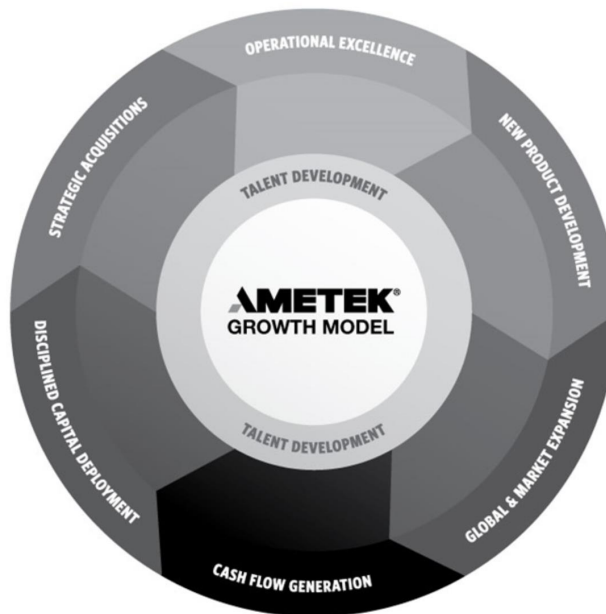 OPERATIONAL EXCELLENCE
NEW PRODUCT DEVELOPMENT
GLOBAL & MARKET EXPANSION
CASH FLOW GENERATION
DISCIPLINED CAPITAL DEPLOYMENT
STRATEGIC ACQUISITIONS
TALENT DEVELOPMENT
AMETEK®
GROWTH MODEL
TALENT DEVELOPMENT